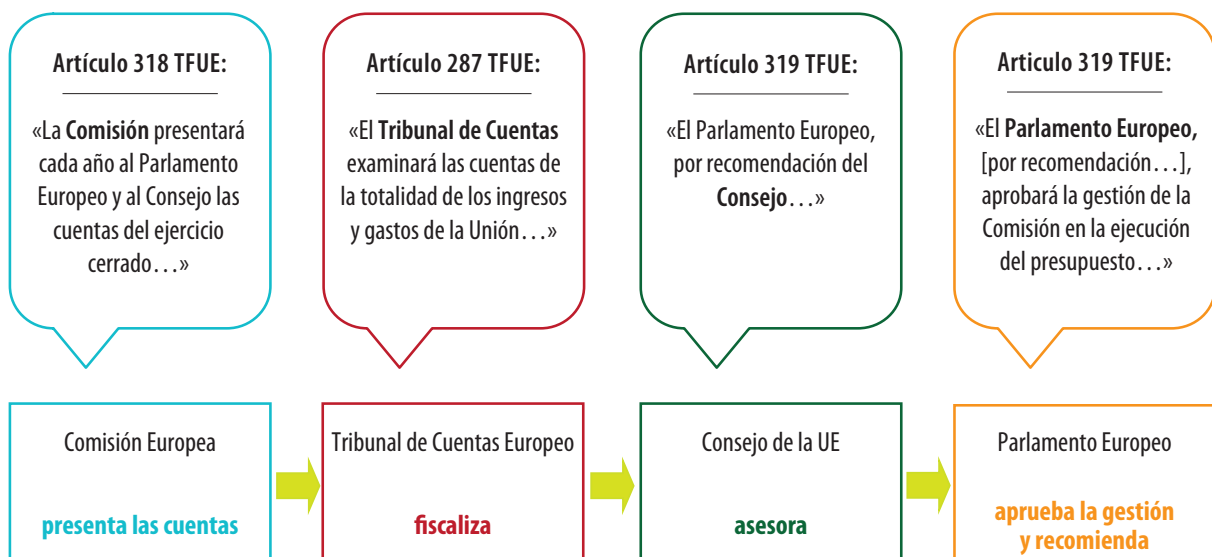 Artículo 318 TFUE:
«La Comisión presentará
cada año al Parlamento
Europeo y al Consejo las
cuentas del ejercicio
cerrado…»
Artículo 287 TFUE:
«El Tribunal de Cuentas
examinará las cuentas de
la totalidad de los ingresos
y gastos de la Unión…»
Artículo 319 TFUE:
«El Parlamento Europeo,
por recomendación del
Consejo…»
Articulo 319 TFUE:
«El Parlamento Europeo,
[por recomendación…],
aprobará la gestión de la
Comisión en la ejecución
del presupuesto…»
Comisión Europea
presenta las cuentas
Tribunal de Cuentas Europeo
fiscaliza
Consejo de la UE
asesora
Parlamento Europeo
aprueba la gestión
y recomienda